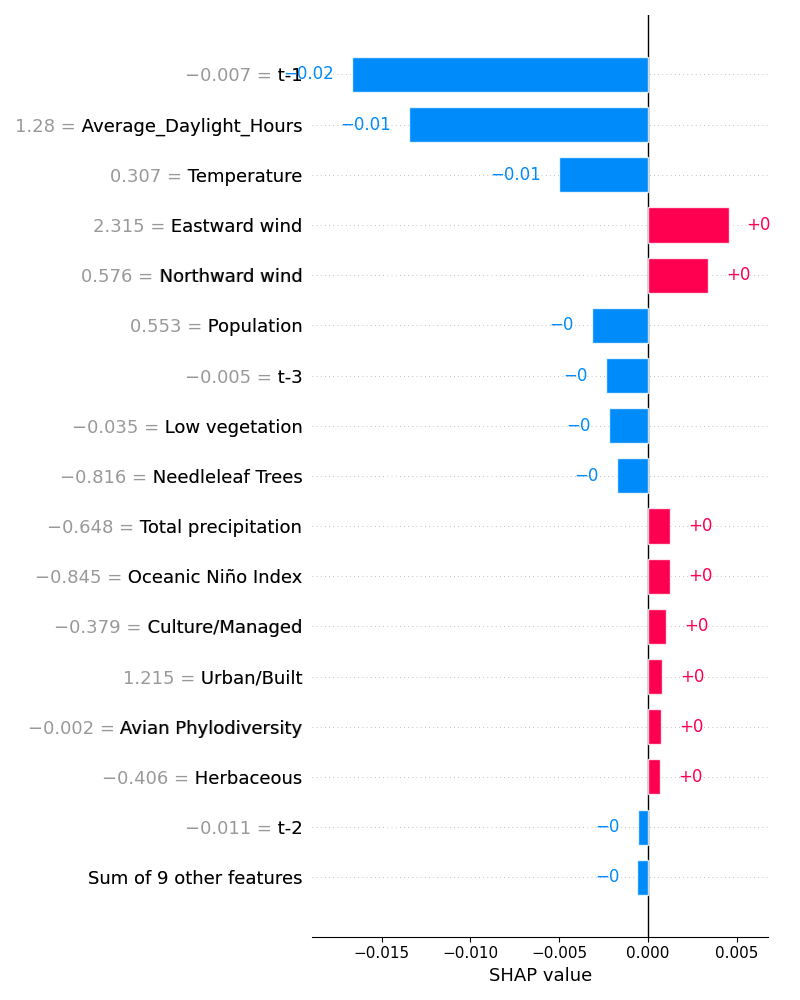 −0.007 = t-1 −0.02
1.28 = Average_Daylight_Hours −0.01
0.307 = Temperature −0.01
2.315 = Eastward wind +0
0.576 = Northward wind +0
0.553 = Population −0
−0.005 = t-3 −0
−0.035 = Low vegetation −0
−0.816 = Needleleaf Trees −0
−0.648 = Total precipitation +0
−0.845 = Oceanic Niño Index +0
−0.379 = Culture/Managed +0
1.215 = Urban/Built +0
−0.002 = Avian Phylodiversity +0
−0.406 = Herbaceous +0
−0.011 = t-2 −0
Sum of 9 other features −0
−0.015 −0.010 −0.005 0.000 0.005
SHAP value